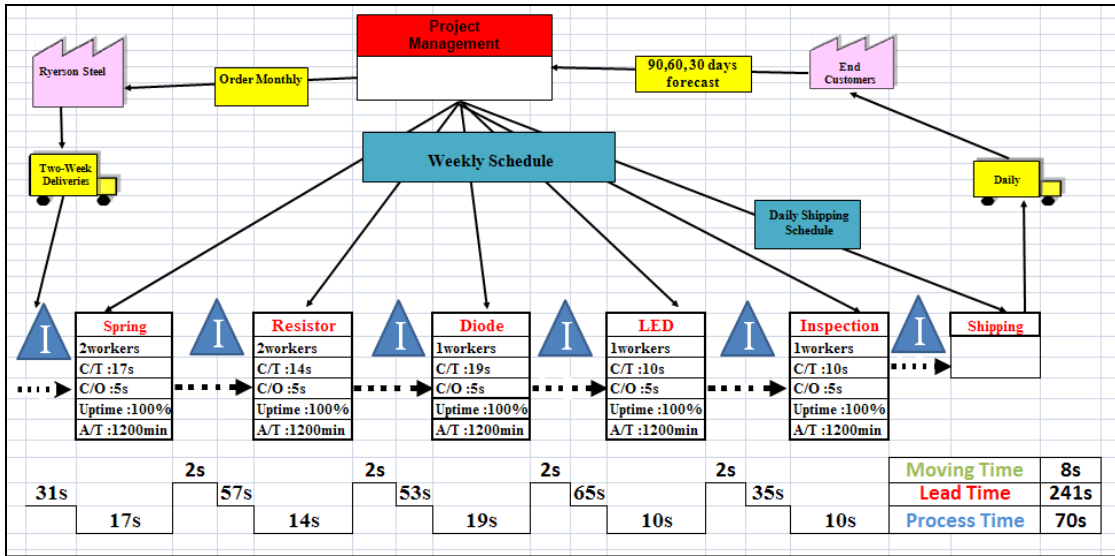 Project
Management
Ryerson Steel
Order Monthly
90,60,30 days
forecast
End
Customers
Two-Week
Deliveries
Weekly Schedule
Daily
Daily Shipping
Schedule
I
I
I
I
I
I
Spring
2workers
C/T :17s
C/O :5s
Uptime :100%
A/T :1200min
Resistor
2workers
C/T :14s
C/O :5s
Uptime :100%
A/T :1200min
Diode
1workers
C/T :19s
C/O :5s
Uptime :100%
A/T :1200min
LED
1workers
C/T :10s
C/O :5s
Uptime :100%
A/T :1200min
Inspection
1workers
C/T :10s
C/O :5s
Uptime :100%
A/T :1200min
Shipping
2s 2s 2s 2s
31s 57s 53s 65s 35s
17s 14s 19s 10s 10s
Moving Time 8s
Lead Time 241s
Process Time 70s